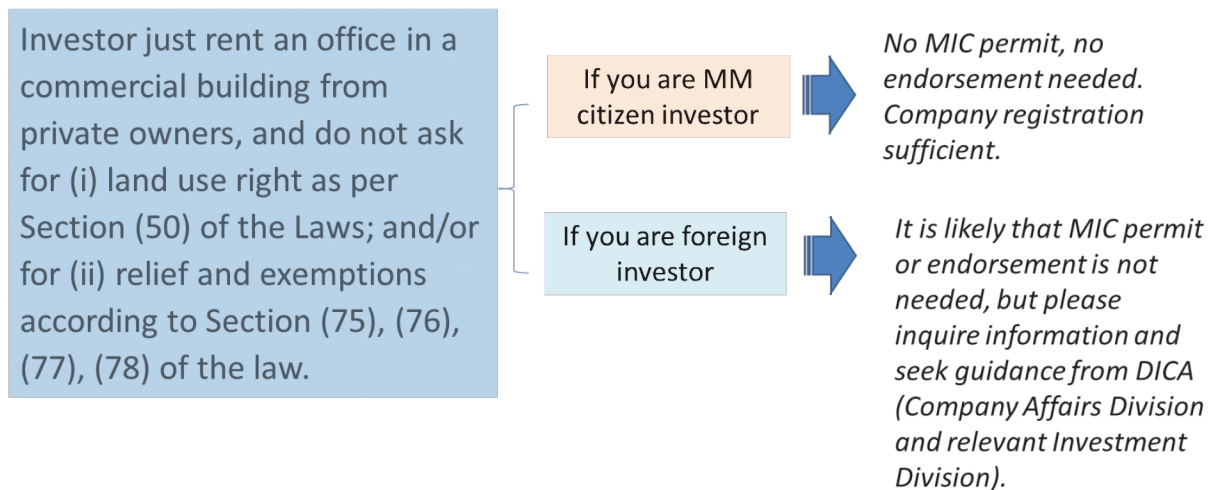 Investor just rent an office in a
commercial building from
private owners, and do not ask
for (i) land use right as per
Section (50) of the Laws; and/or
for (ii) relief and exemptions
according to Section (75), (76),
(77), (78) of the law.
If you are MM
citizen investor
No MIC permit, no
endorsement needed.
Company registration
sufficient.
If you are foreign
investor
It is likely that MIC permit
or endorsement is not
needed, but please
inquire information and
seek guidance from DICA
(Company Affairs Division
and relevant Investment
Division).